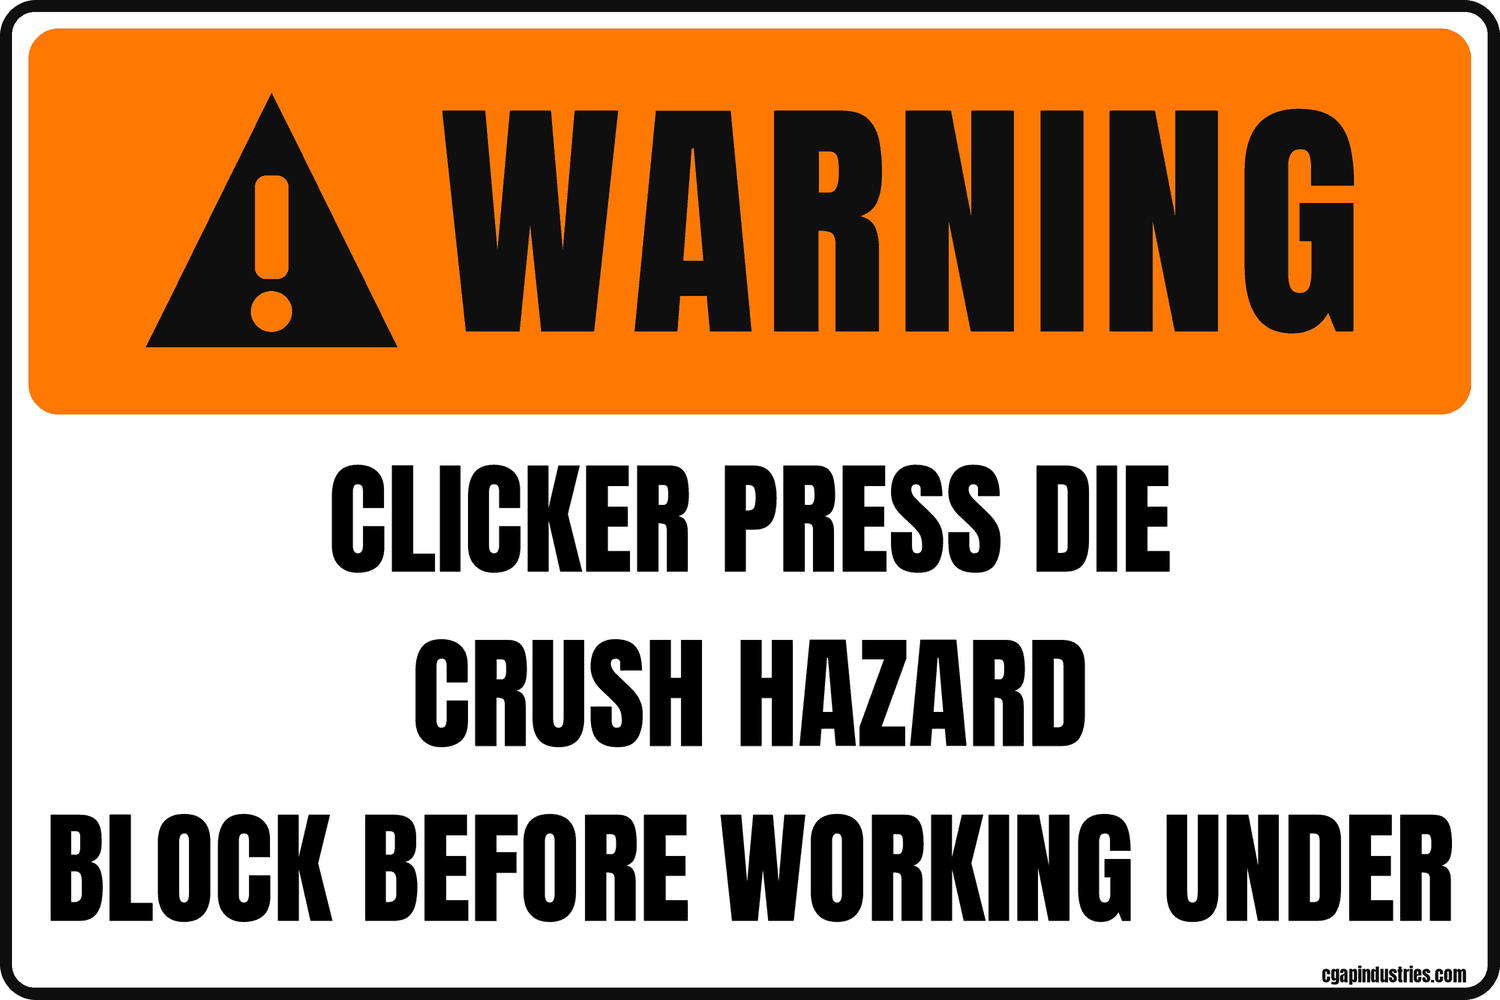 WARNING
CLICKER PRESS DIE
CRUSH HAZARD
BLOCK BEFORE WORKING UNDER
cgapindustries.com